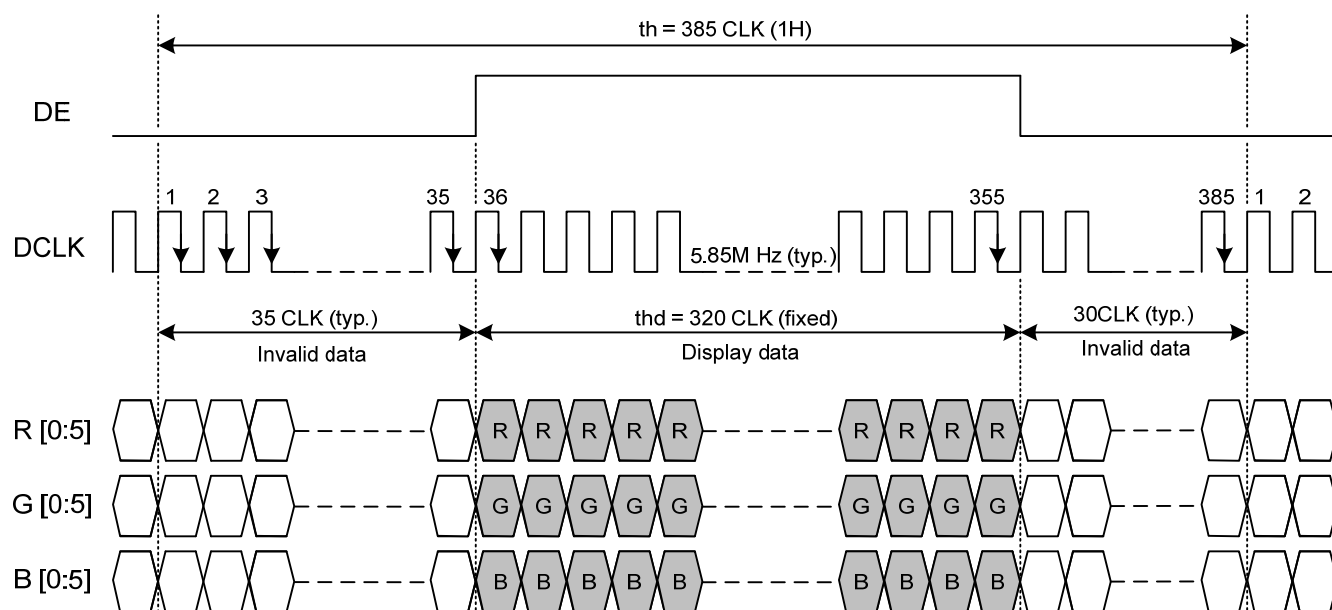 th = 385 CLK (1H)
DE
1 2 3 35 36 355 385 1 2
DCLK
5.85M Hz (typ.)
35 CLK (typ.) thd = 320 CLK (fixed) 30CLK (typ.)
Invalid data Display data Invalid data
R [0:5] R R R R R R R R R
G [0:5] G G G G G G G G G
B [0:5] B B B B B B B B B